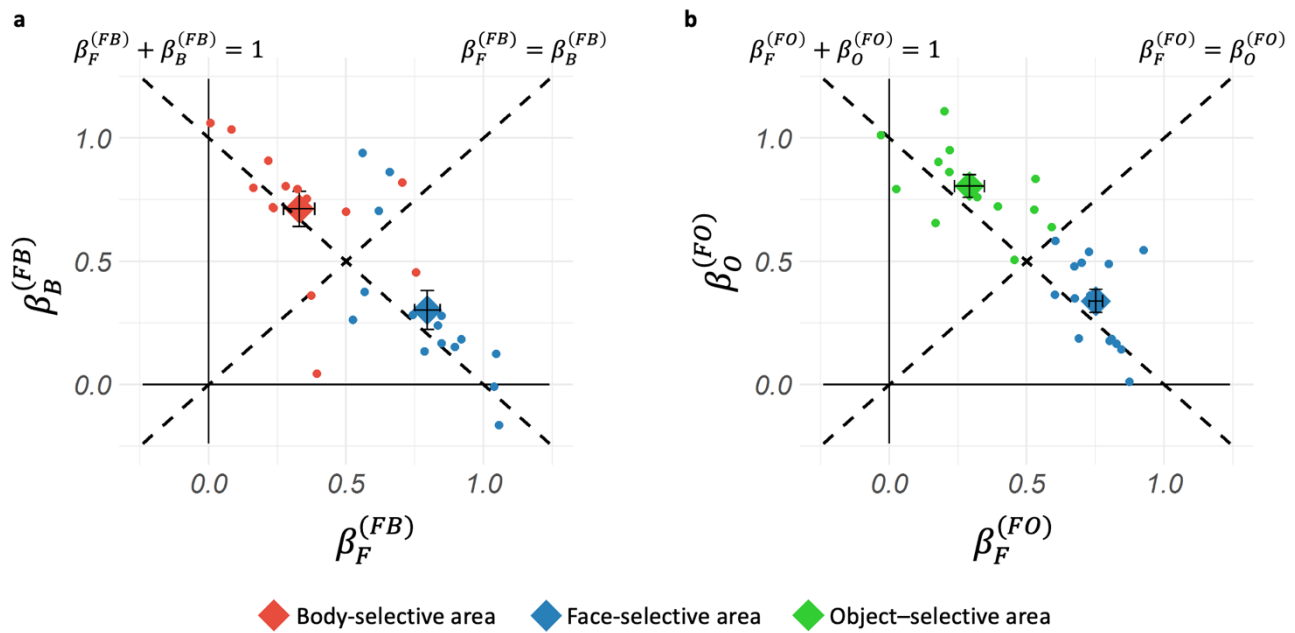 a
b
β_F^(FB) + β_B^(FB) = 1
β_F^(FB) = β_B^(FB)
β_F^(FO) + β_O^(FO) = 1
β_F^(FO) = β_O^(FO)
1.0
0.5
0.0
β_B^(FB)
0.0 0.5 1.0
β_F^(FB)
1.0
0.5
0.0
β_O^(FO)
0.0 0.5 1.0
β_F^(FO)
Body-selective area
Face-selective area
Object–selective area